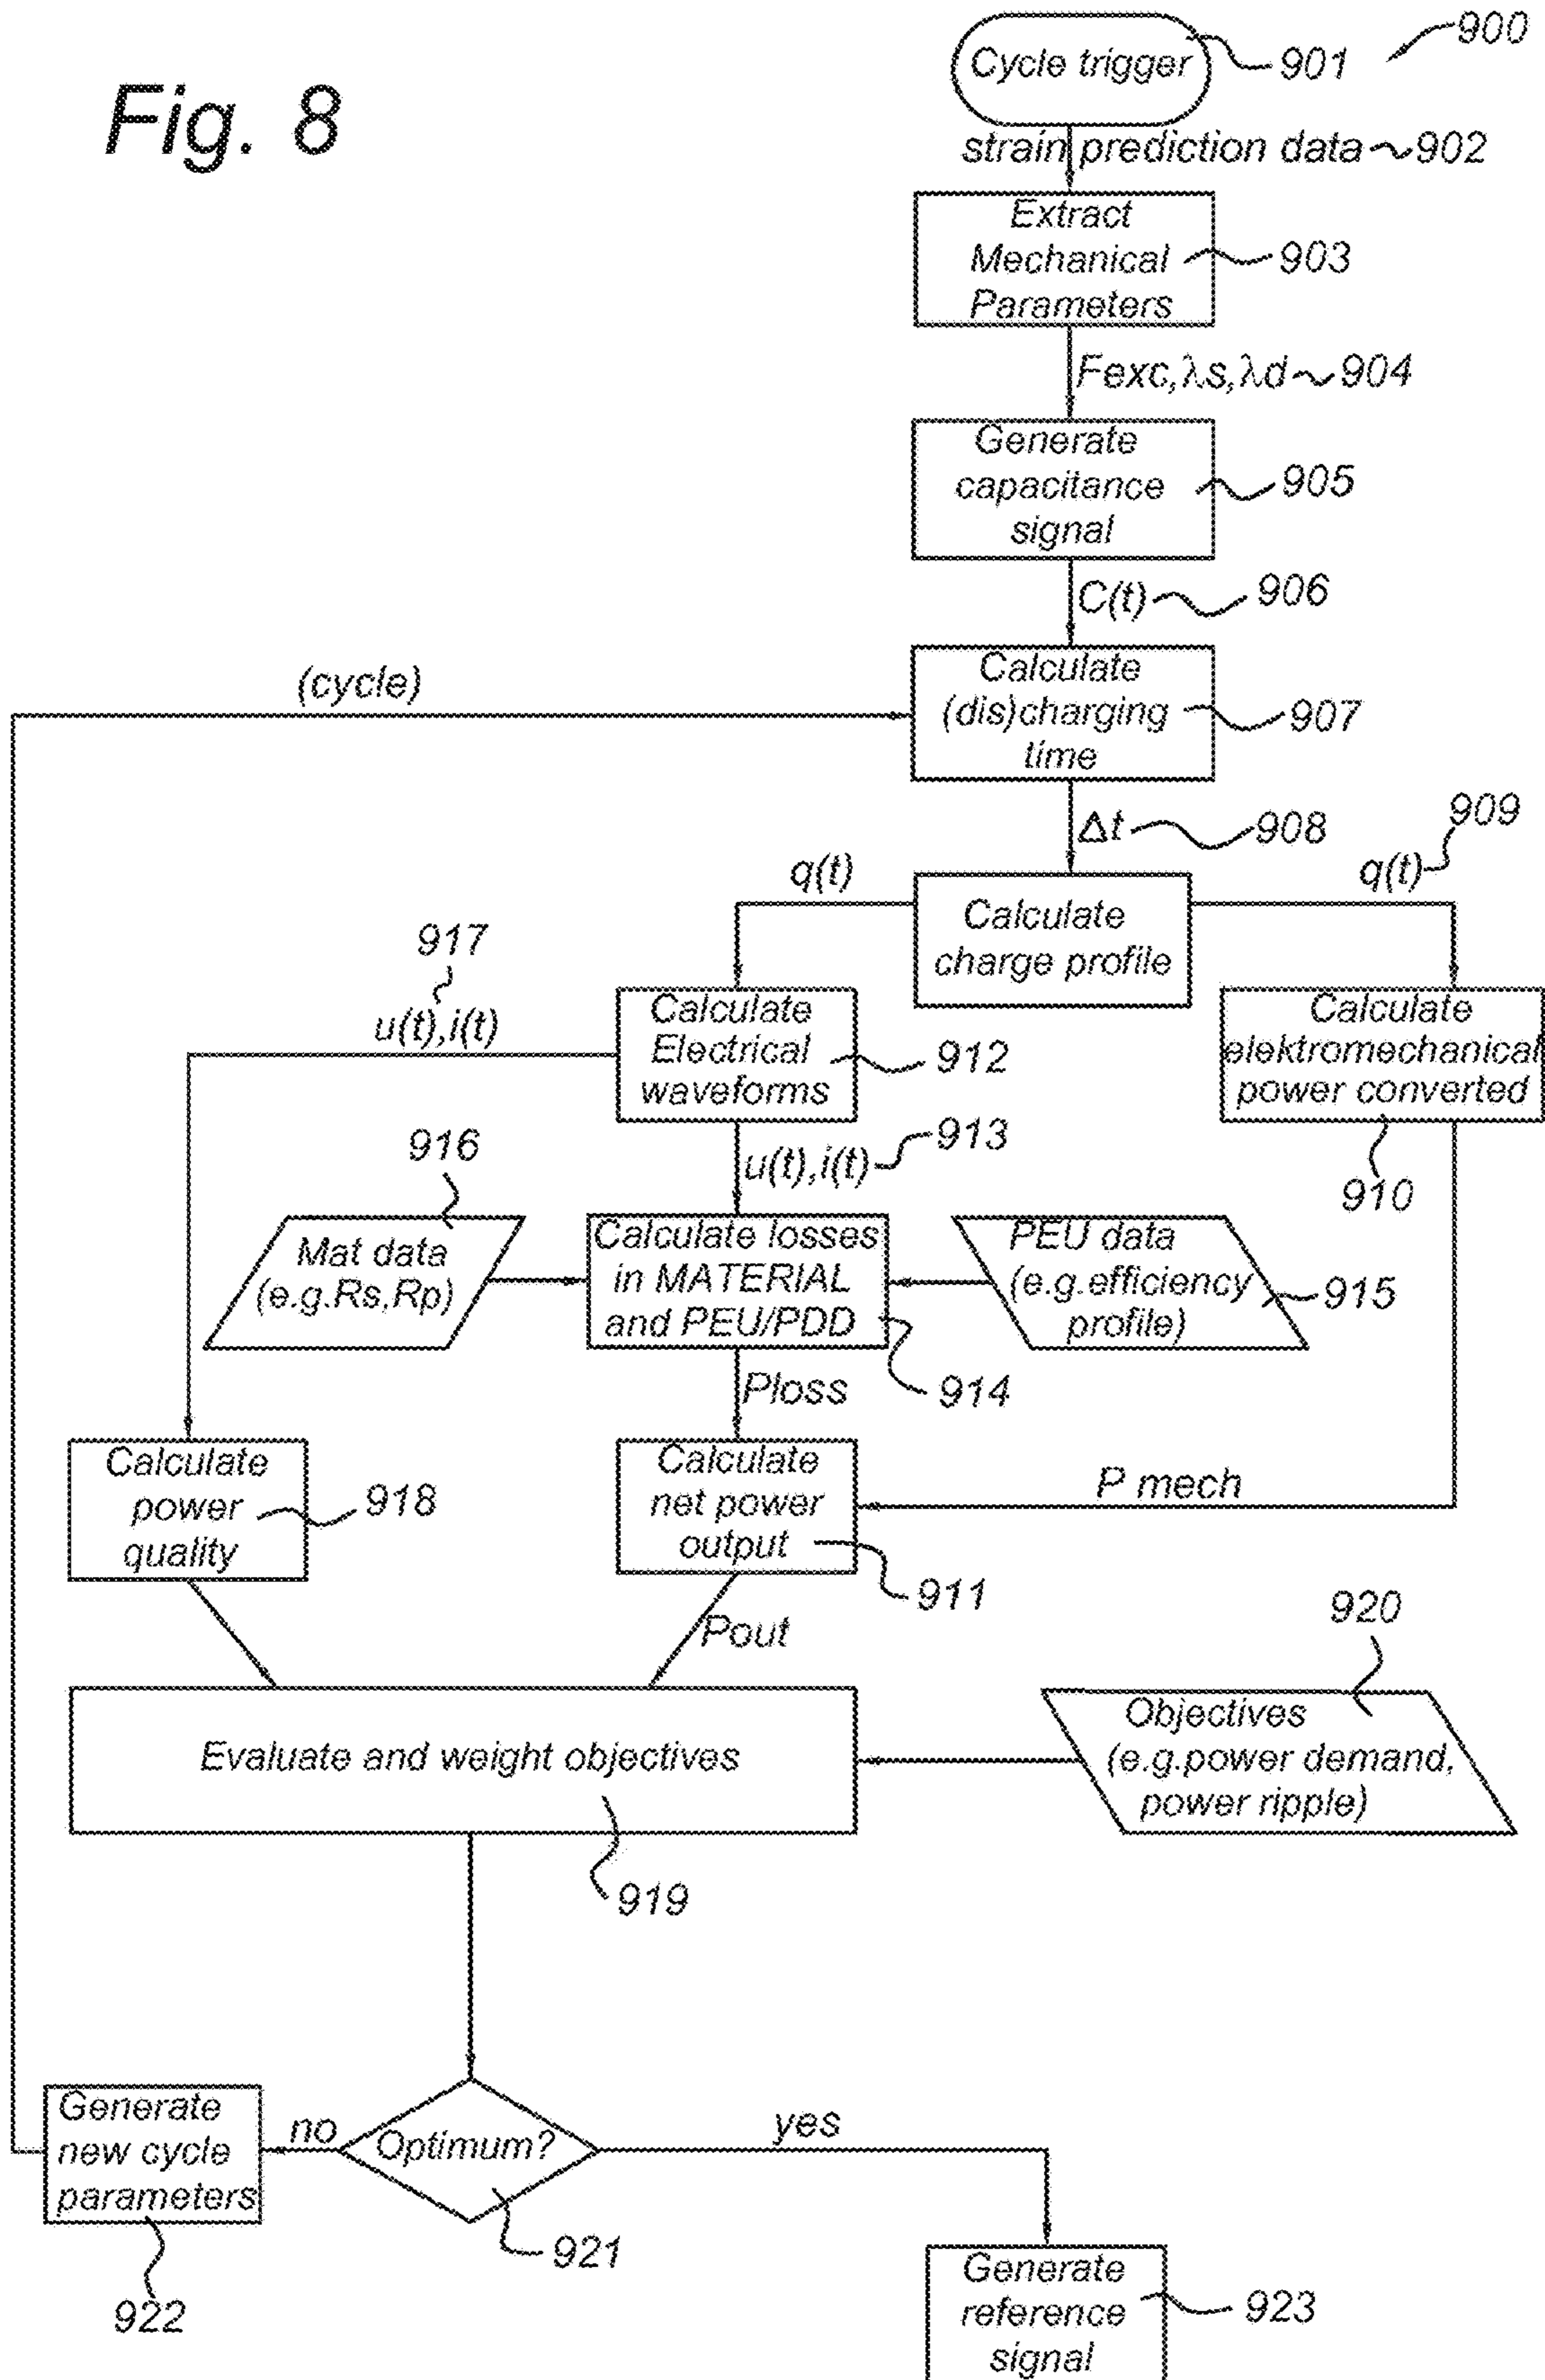 Fig. 8
900
Cycle trigger
901
strain prediction data
902
Extract
Mechanical
Parameters
903
Fexc,λs,λd
904
Generate
capacitance
signal
905
C(t)
906
(cycle)
Calculate
(dis)charging
time
907
Δt
908
909
q(t)
q(t)
Calculate
charge profile
917
u(t),i(t)
Calculate
Electrical
waveforms
912
Calculate
elektromechanical
power converted
910
916
u(t),i(t)
913
Mat data
(e.g.Rs,Rp)
Calculate losses
in MATERIAL
and PEU/PDD
914
PEU data
(e.g.efficiency
profile)
915
Ploss
Calculate
power
quality
918
Calculate
net power
output
911
P mech
Pout
920
Evaluate and weight objectives
919
Objectives
(e.g.power demand,
power ripple)
Generate
new cycle
parameters
922
no
Optimum?
921
yes
Generate
reference
signal
923